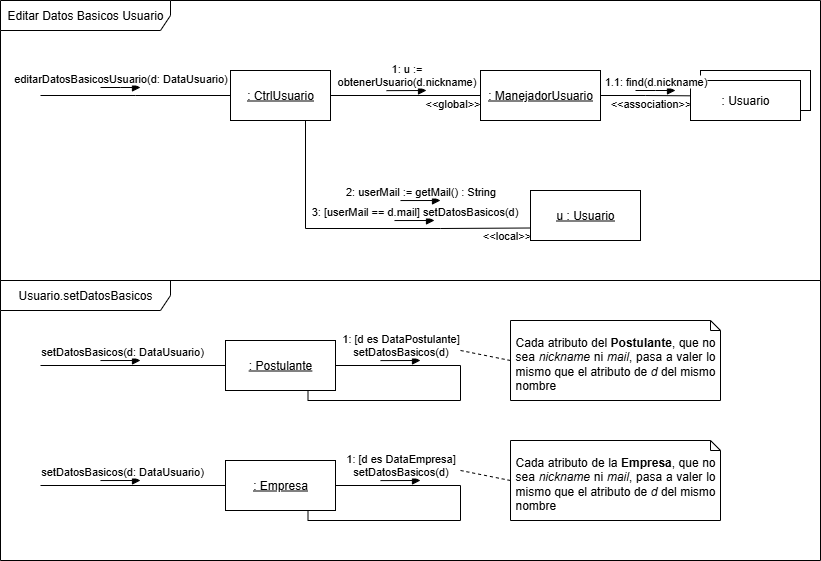 Editar Datos Basicos Usuario
editarDatosBasicosUsuario(d: DataUsuario)
: CtrlUsuario
1: u :=
obtenerUsuario(d.nickname)
<<global>>
: ManejadorUsuario
1.1: find(d.nickname)
<<association>>
: Usuario
2: userMail := getMail() : String
3: [userMail == d.mail] setDatosBasicos(d)
<<local>>
u : Usuario
Usuario.setDatosBasicos
setDatosBasicos(d: DataUsuario)
: Postulante
1: [d es DataPostulante]
setDatosBasicos(d)
Cada atributo del Postulante, que no
sea nickname ni mail, pasa a valer lo
mismo que el atributo de d del mismo
nombre
setDatosBasicos(d: DataUsuario)
: Empresa
1: [d es DataEmpresa]
setDatosBasicos(d)
Cada atributo de la Empresa, que no
sea nickname ni mail, pasa a valer lo
mismo que el atributo de d del mismo
nombre